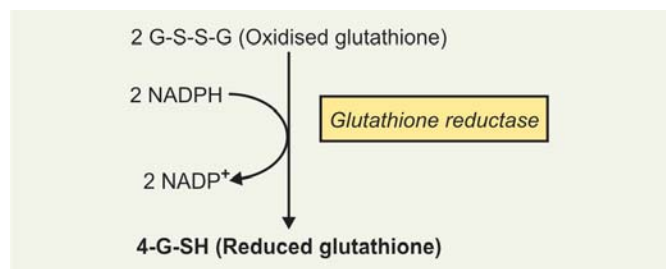 2 G-S-S-G (Oxidised glutathione)
2 NADPH
Glutathione reductase
2 NADP+
4-G-SH (Reduced glutathione)